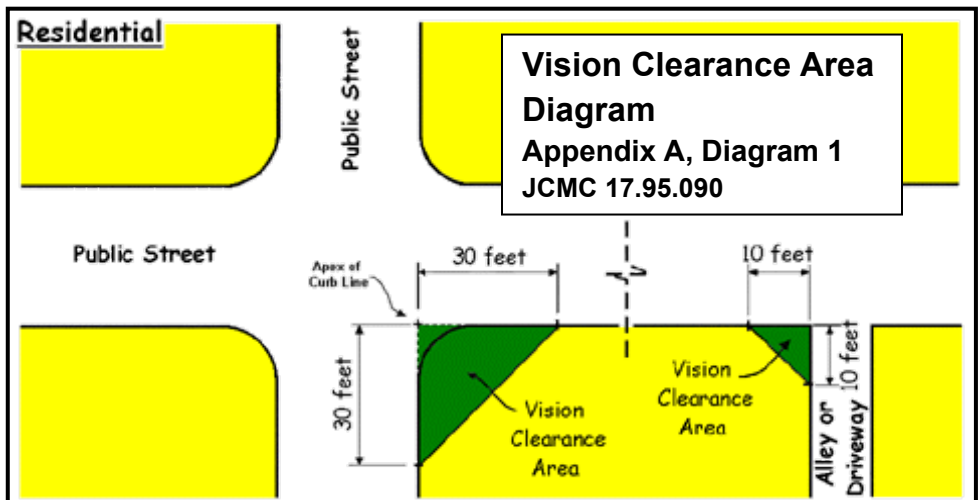 Residential
Public Street
Vision Clearance Area
Diagram
Appendix A, Diagram 1
JCMC 17.95.090
Public Street
Apex of
Curb Line
30 feet
10 feet
30 feet
Vision
Clearance
Area
Vision
Clearance
Area
10 feet
Alley or
Driveway